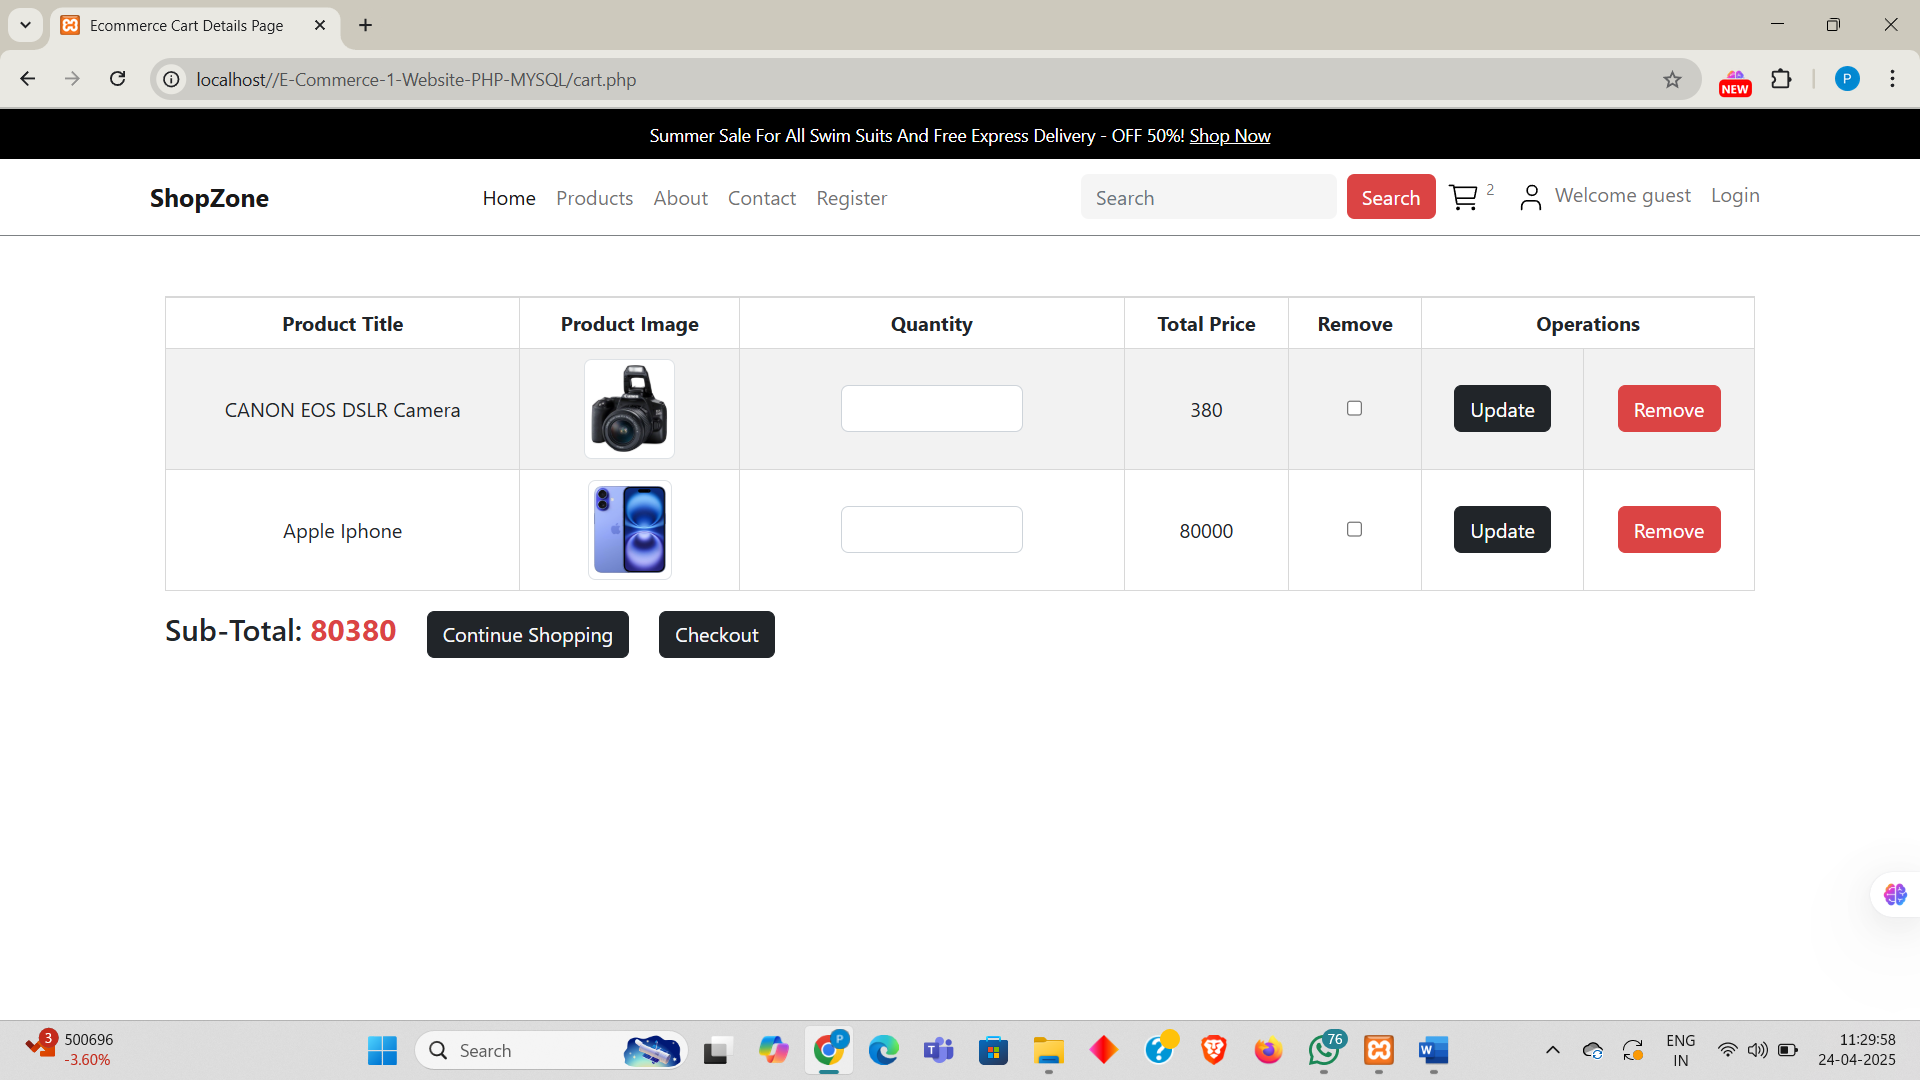 Ecommerce Cart Details Page
localhost//E-Commerce-1-Website-PHP-MYSQL/cart.php
NEW
P
Summer Sale For All Swim Suits And Free Express Delivery - OFF 50%! Shop Now
ShopZone Home Products About Contact Register Search Search 2 Welcome guest Login
Product Title Product Image Quantity Total Price Remove Operations
CANON EOS DSLR Camera 380 Update Remove
Apple Iphone 80000 Update Remove
Sub-Total: 80380 Continue Shopping Checkout
3 500696
-3.60%
Search
P
76
ENG
IN
11:29:58
24-04-2025